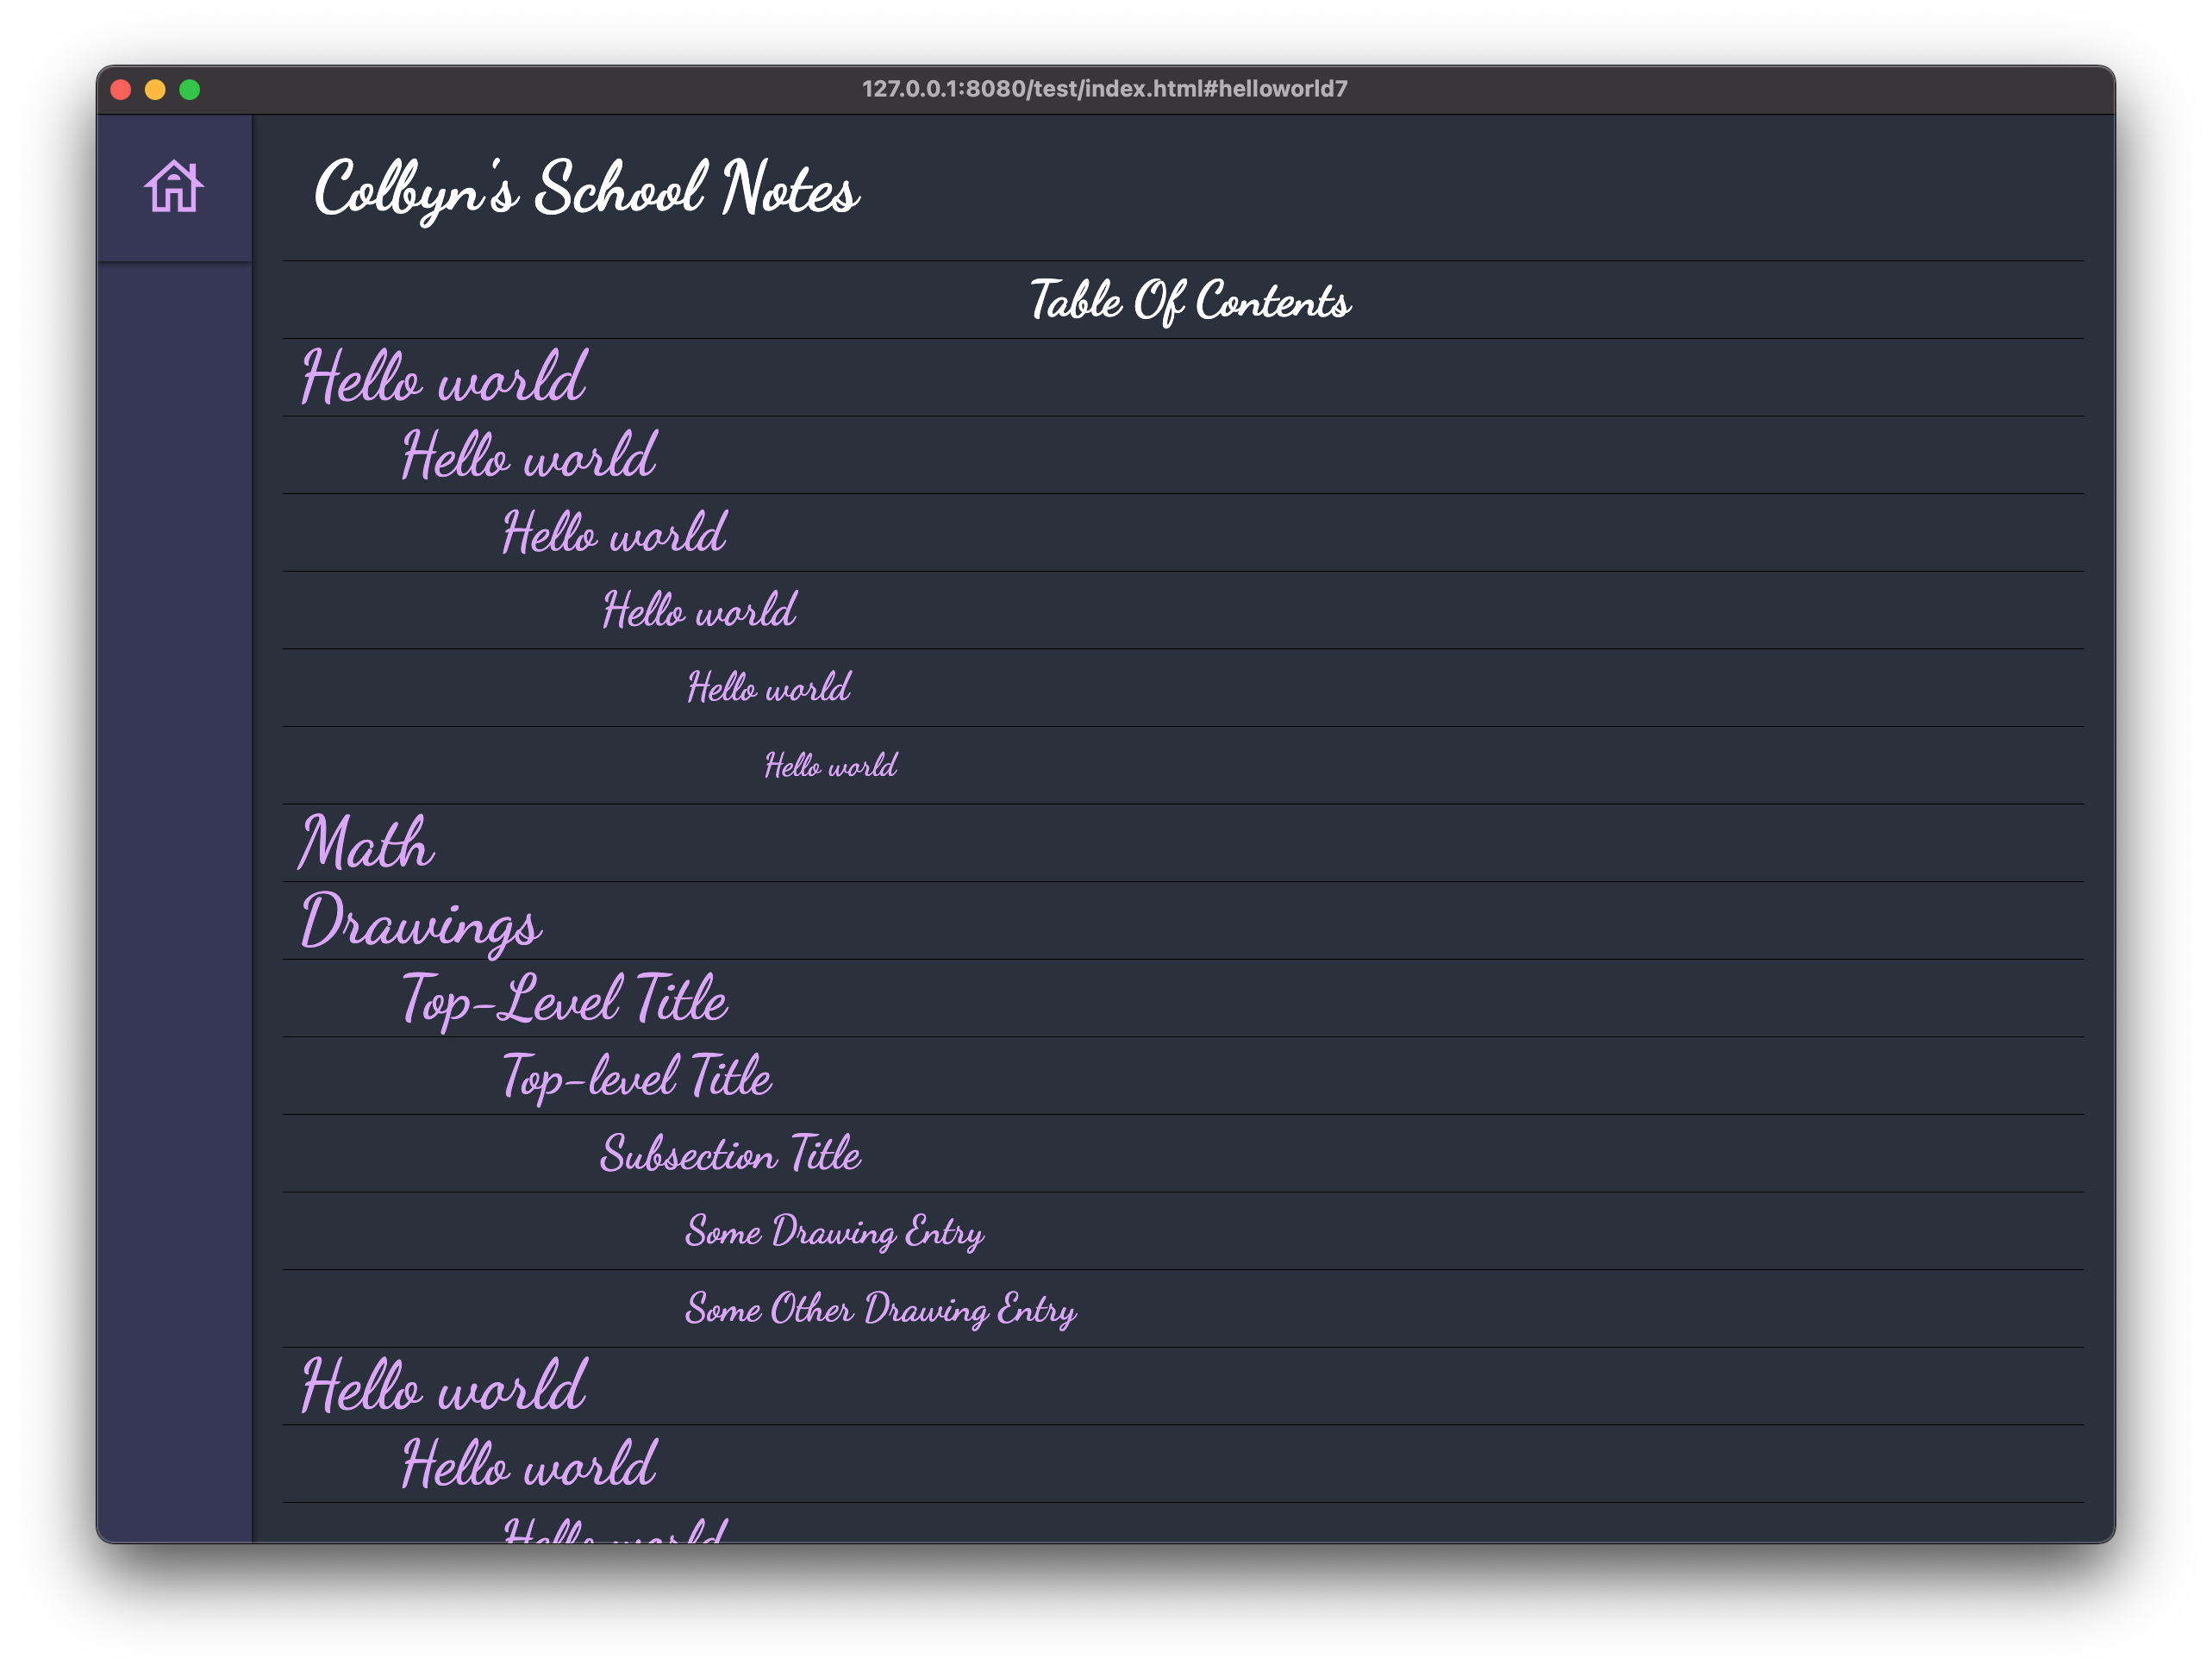 127.0.0.1:8080/test/index.html#helloworld7
Colbyn's School Notes
Table Of Contents
Hello world
Hello world
Hello world
Hello world
Hello world
Hello world
Math
Drawings
Top-Level Title
Top-level Title
Subsection Title
Some Drawing Entry
Some Other Drawing Entry
Hello world
Hello world
Hello world